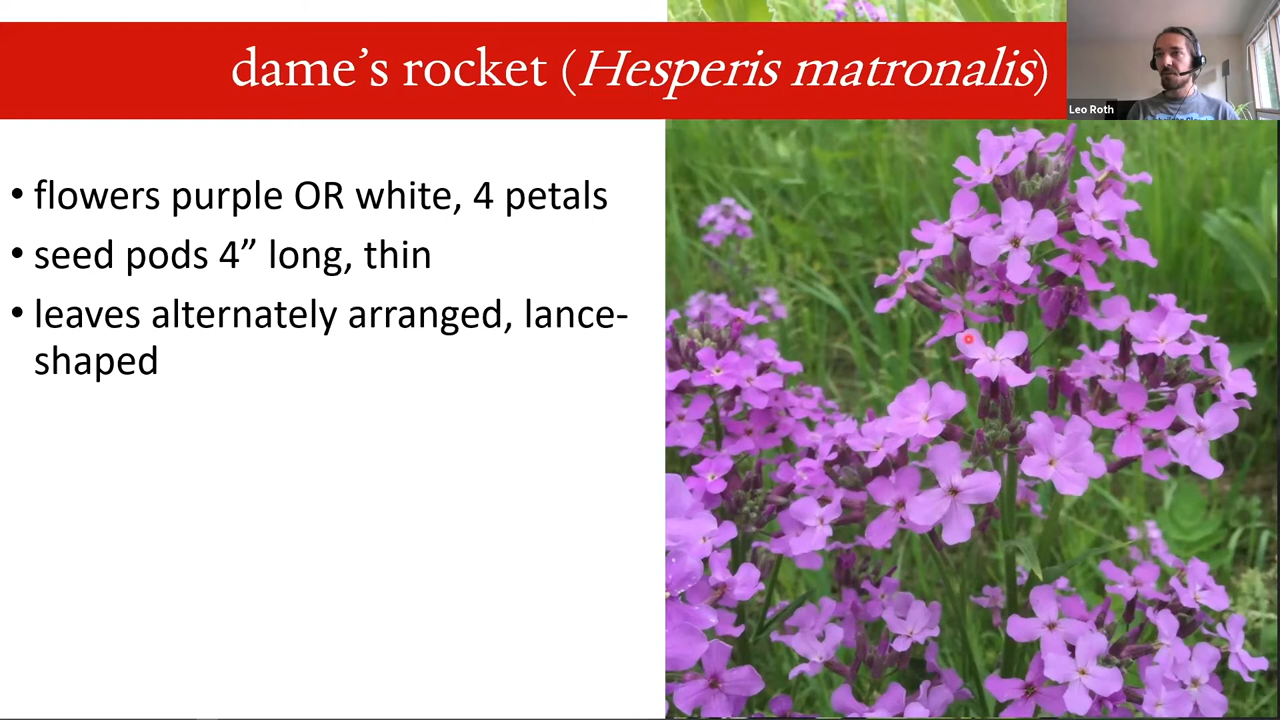 dame’s rocket (Hesperis matronalis)
Leo Roth
• flowers purple OR white, 4 petals
• seed pods 4” long, thin
• leaves alternately arranged, lance-
shaped